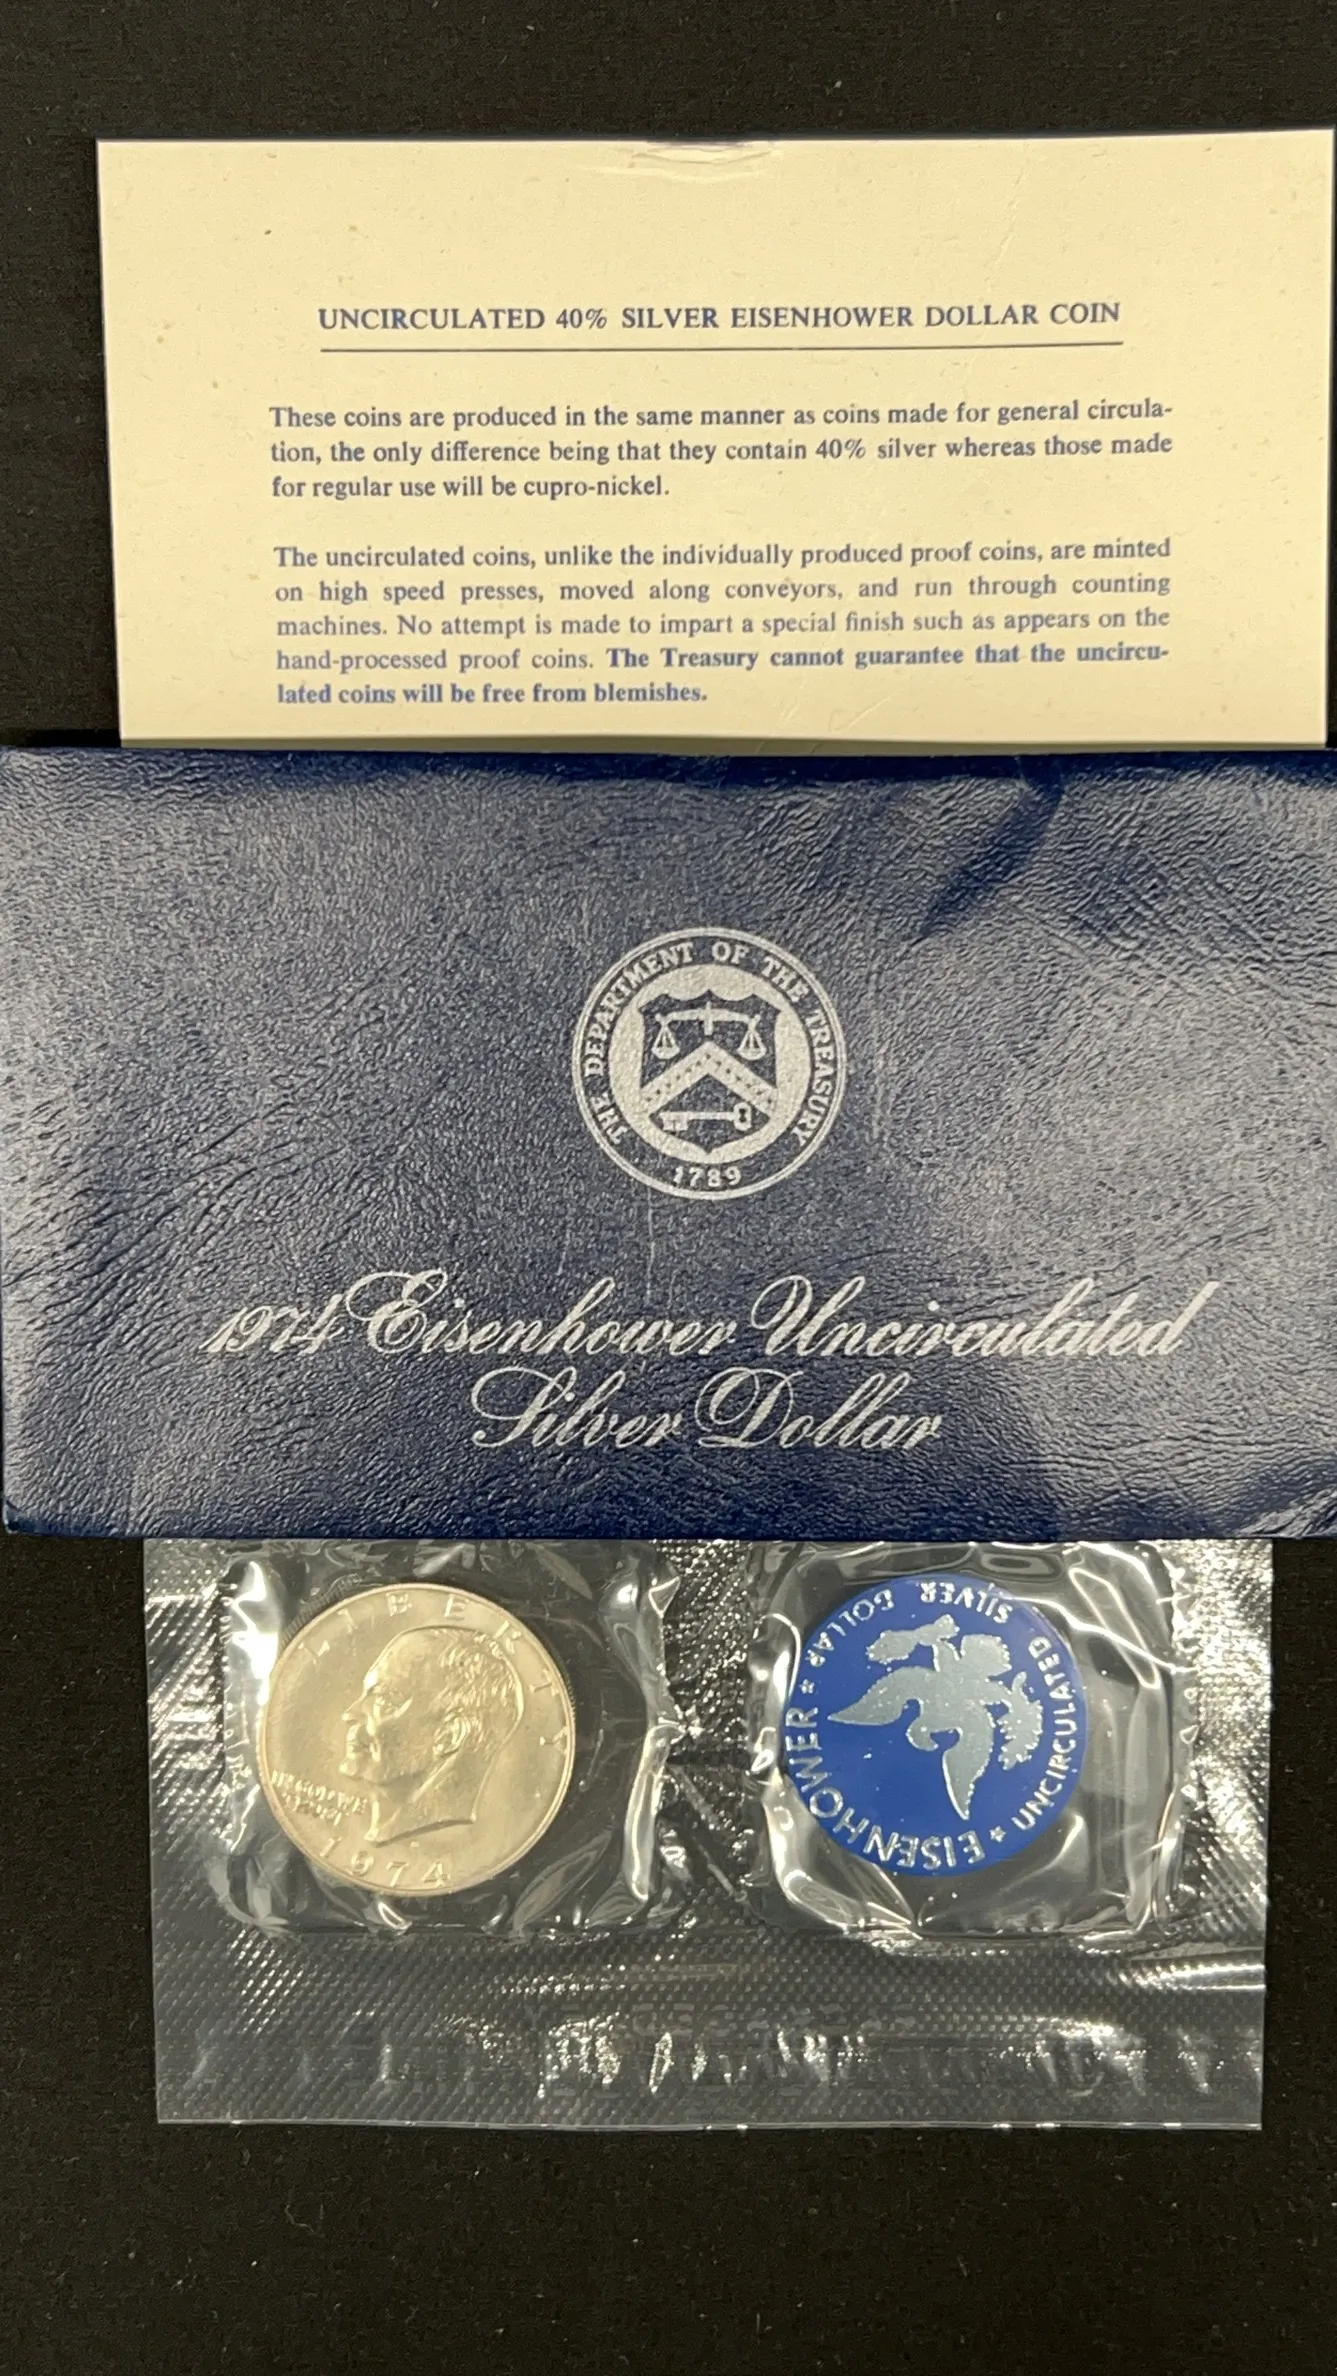 UNCIRCULATED 40% SILVER EISENHOWER DOLLAR COIN
These coins are produced in the same manner as coins made for general circula-
tion, the only difference being that they contain 40% silver whereas those made
for regular use will be cupro-nickel.
The uncirculated coins, unlike the individually produced proof coins, are minted
on high speed presses, moved along conveyors, and run through counting
machines. No attempt is made to impart a special finish such as appears on the
hand-processed proof coins. The Treasury cannot guarantee that the uncircu-
lated coins will be free from blemishes.
THE DEPARTMENT OF THE TREASURY
1789
1974 Eisenhower Uncirculated
Silver Dollar
LIBERTY
IN GOD WE
TRUST
1974
EISENHOWER * UNCIRCULATED SILVER DOLLAR *